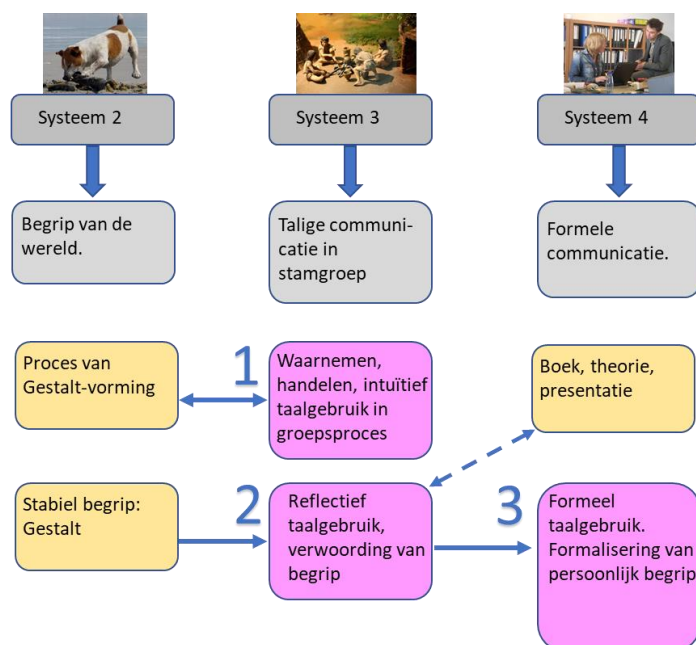 Systeem 2
Systeem 3
Systeem 4
Begrip van de
wereld.
Talige communi-
catie in
stamgroep
Formele
communicatie.
Proces van
Gestalt-vorming
1
Waarnemen,
handelen, intuïtief
taalgebruik in
groepsproces
Boek, theorie,
presentatie
Stabiel begrip:
Gestalt
2
Reflectief
taalgebruik,
verwoording van
begrip
3
Formeel
taalgebruik.
Formalisering van
persoonlijk begrip